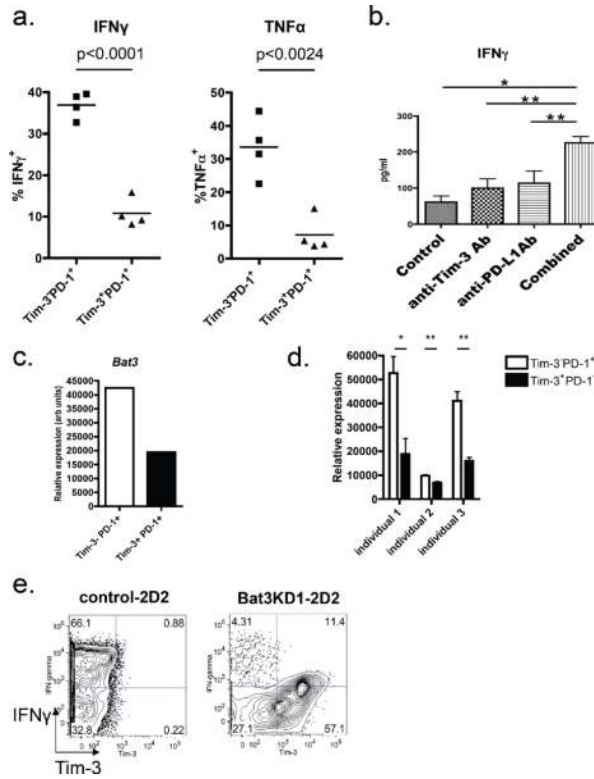 a.
IFNγ
p<0.0001
% IFNγ+
40
30
20
10
0
Tim-3-PD-1+
Tim-3+PD-1+
TNFα
p<0.0024
%TNFα+
50
40
30
20
10
0
Tim-3-PD-1+
Tim-3+PD-1+
b.
IFNγ
*
**
**
pg/ml
300
200
100
0
Control
anti-Tim-3 Ab
anti-PD-L1Ab
Combined
c.
Bat3
Relative expression (arb units)
45000
40000
35000
30000
25000
20000
15000
10000
5000
0
Tim-3- PD-1+
Tim-3+ PD-1+
d.
* ** **
Relative expression
60000
50000
40000
30000
20000
10000
0
individual 1
individual 2
individual 3
Tim-3-PD-1+
Tim-3+PD-1
e.
control-2D2
66.1 0.88
32.8 0.22
IFN-gamma
Tim-3
Bat3KD1-2D2
4.31 11.4
27.1 57.1
IFN-gamma
Tim-3
IFNγ
Tim-3